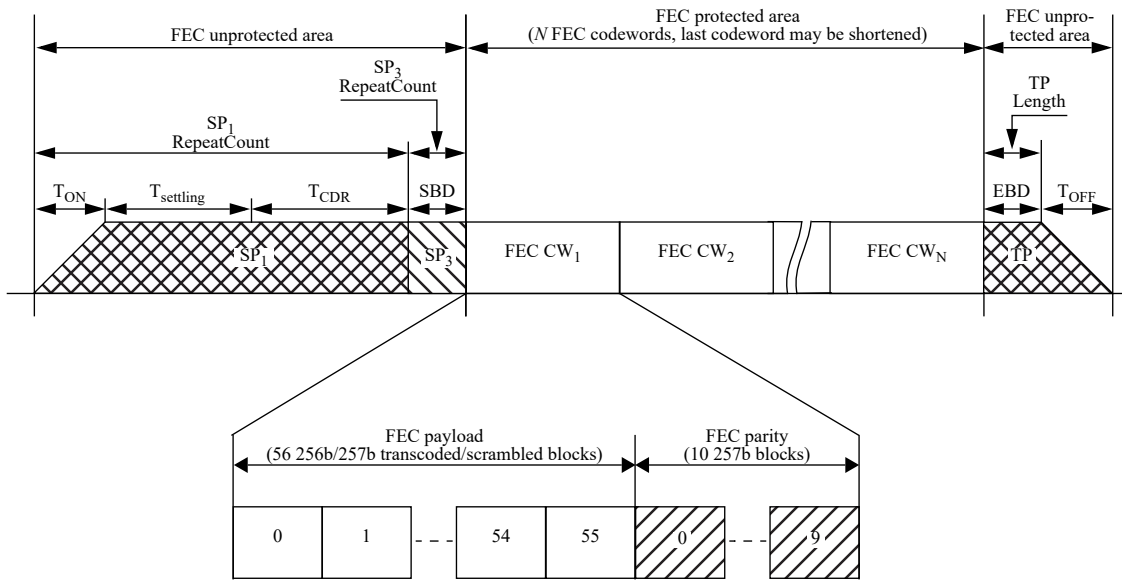 FEC unprotected area
FEC protected area
(N FEC codewords, last codeword may be shortened)
FEC unpro-
tected area
SP3
RepeatCount
TP
Length
SP1
RepeatCount
TON
Tsettling
TCDR
SBD
EBD
TOFF
SP1
SP3
FEC CW1
FEC CW2
FEC CWN
TP
FEC payload
(56 256b/257b transcoded/scrambled blocks)
FEC parity
(10 257b blocks)
0
1
54
55
0
9